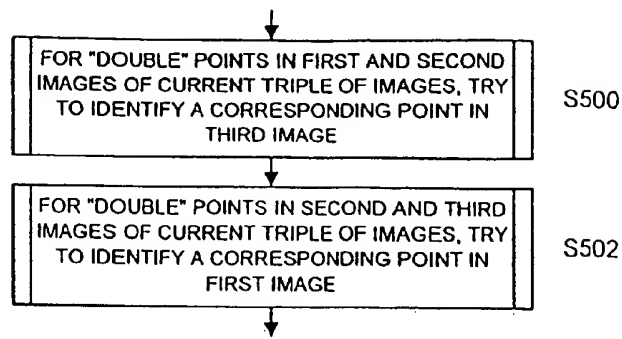 FOR "DOUBLE" POINTS IN FIRST AND SECOND
IMAGES OF CURRENT TRIPLE OF IMAGES, TRY
TO IDENTIFY A CORRESPONDING POINT IN
THIRD IMAGE
S500
FOR "DOUBLE" POINTS IN SECOND AND THIRD
IMAGES OF CURRENT TRIPLE OF IMAGES, TRY
TO IDENTIFY A CORRESPONDING POINT IN
FIRST IMAGE
S502